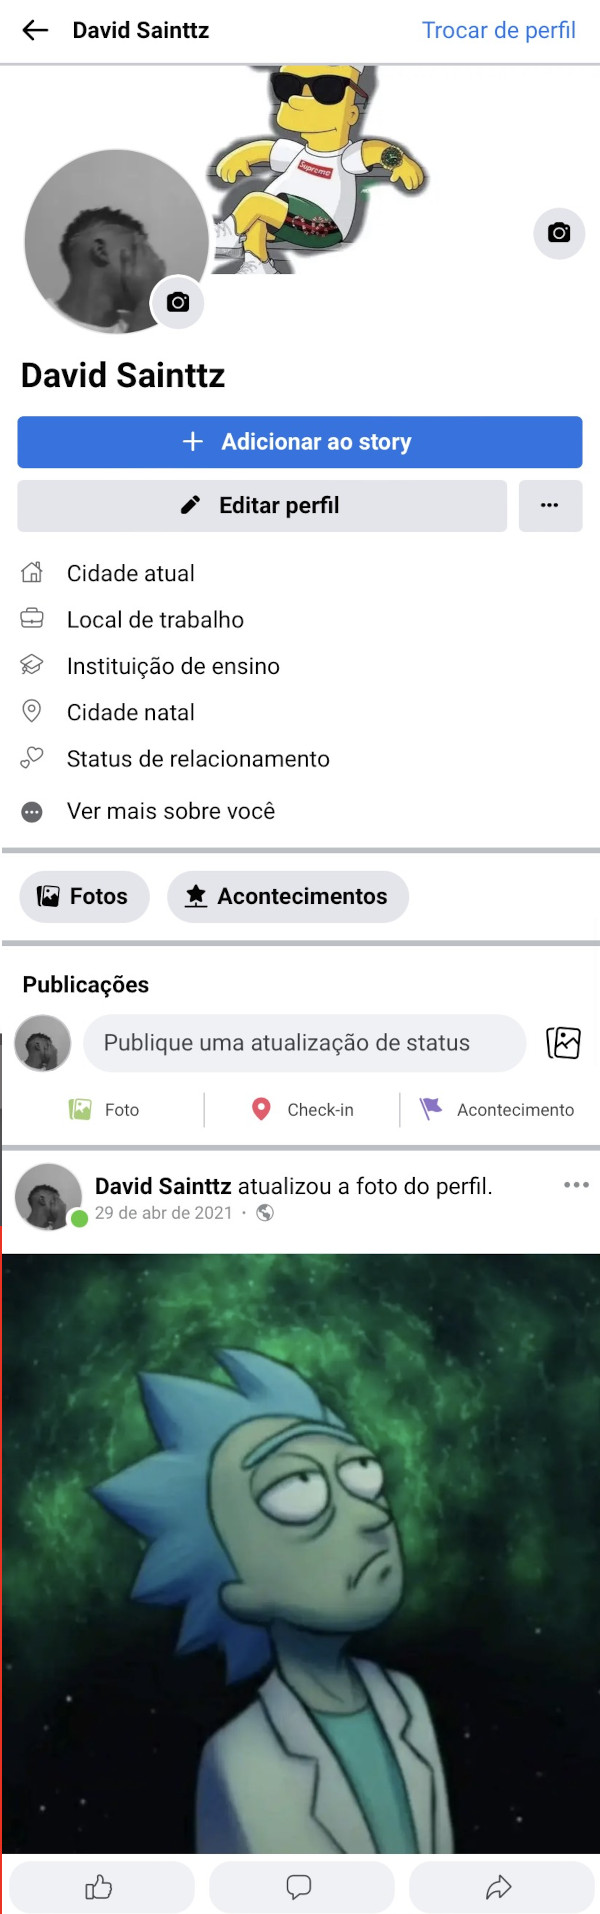 David Sainttz
Trocar de perfil
Supreme
David Sainttz
+ Adicionar ao story
Editar perfil
Cidade atual
Local de trabalho
Instituição de ensino
Cidade natal
Status de relacionamento
Ver mais sobre você
Fotos
Acontecimentos
Publicações
Publique uma atualização de status
Foto
Check-in
Acontecimento
David Sainttz atualizou a foto do perfil.
29 de abr de 2021 ·